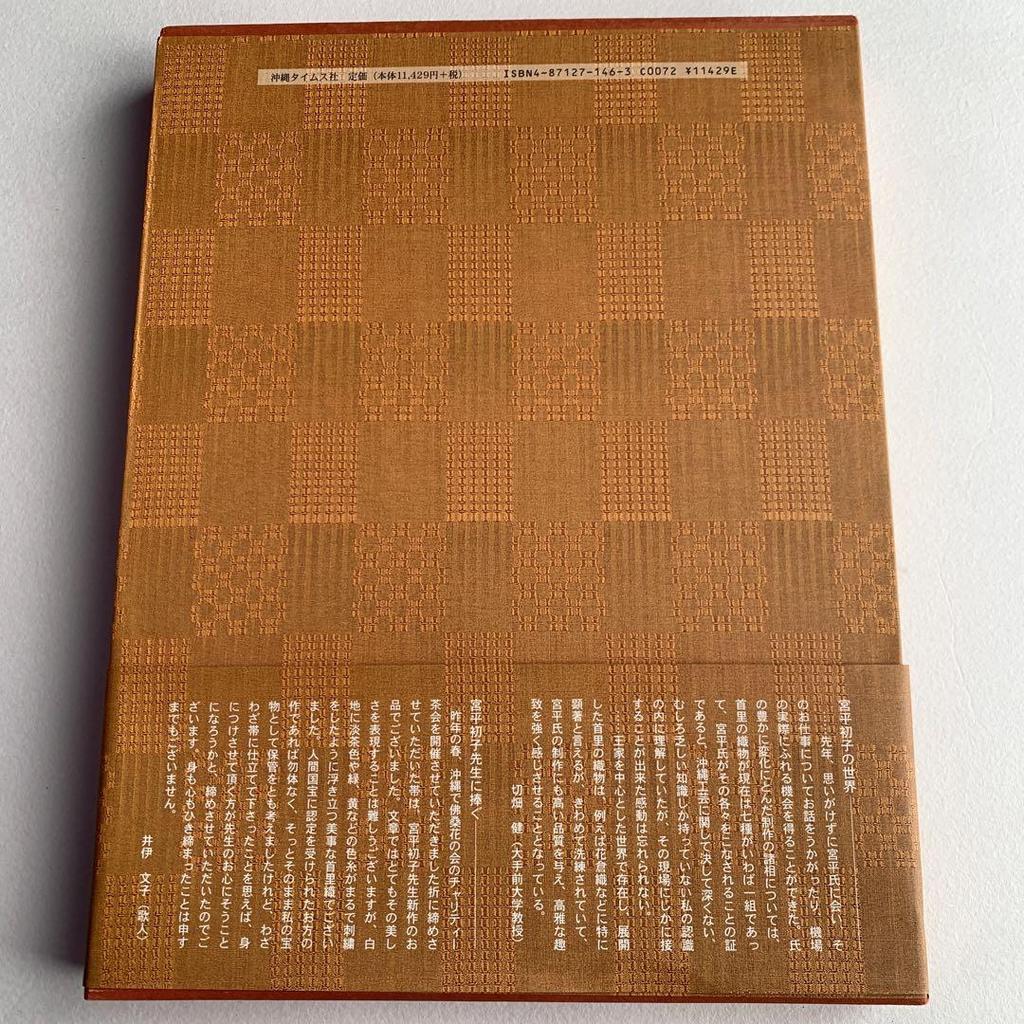 沖縄タイムス社 定価(本体11,429円+税) ISBN4-87127-146-3 C0072 ¥11429E
宮平初子の世界――
……先年、思いがけずに宮平氏に会い、そ
のお仕事についてお話をうかがったり、機場
の実際にふれる機会を得ることができた。氏
の豊かに変化にとんだ制作の諸相については、
首里の織物が現在は七種がいわば一組であっ
て、宮平氏がその各々をこなされることの証
であると、沖縄工芸に関して決して深くない、
むしろ乏しい知識しか持っていない私の認識
の内で理解していたが、その現場にじかに接
することが出来た感動は忘れられない。
王家を中心とした世界で存在し、展開
した首里の織物は、例えば花倉織などに特に
顕著と言えるが、きわめて洗練されていて、
宮平氏の制作にも高い品質を与え、高雅な趣
致を強く感じさせることとなっている。
切畑 健(大手前大学教授)
宮平初子先生に捧ぐ――
昨年の春、沖縄で佛桑花の会のチャリティー
茶会を開催させていただきました折に締めさ
せていただいた帯は、宮平初子先生新作のお
品でございました。文章ではとてもその美し
さを表現することは難しうございますが、白
地に淡茶色や緑、黄などの色糸がまるで刺繍
をしたように浮き立つ美事な首里織でござい
ました。人間国宝に認定を受けられたお方の
作であれば勿体なく、そっとそのまま私の宝
物として保管をとも考えましたけれど、わざ
わざ帯に仕立てて下さったことを思えば、身
につけさせて頂く方が先生のお心にそうこと
になろうかと、締めさせていただいたのでご
ざいます。身も心もひき締まったことは申す
までもございません。
井伊 文子(歌人)